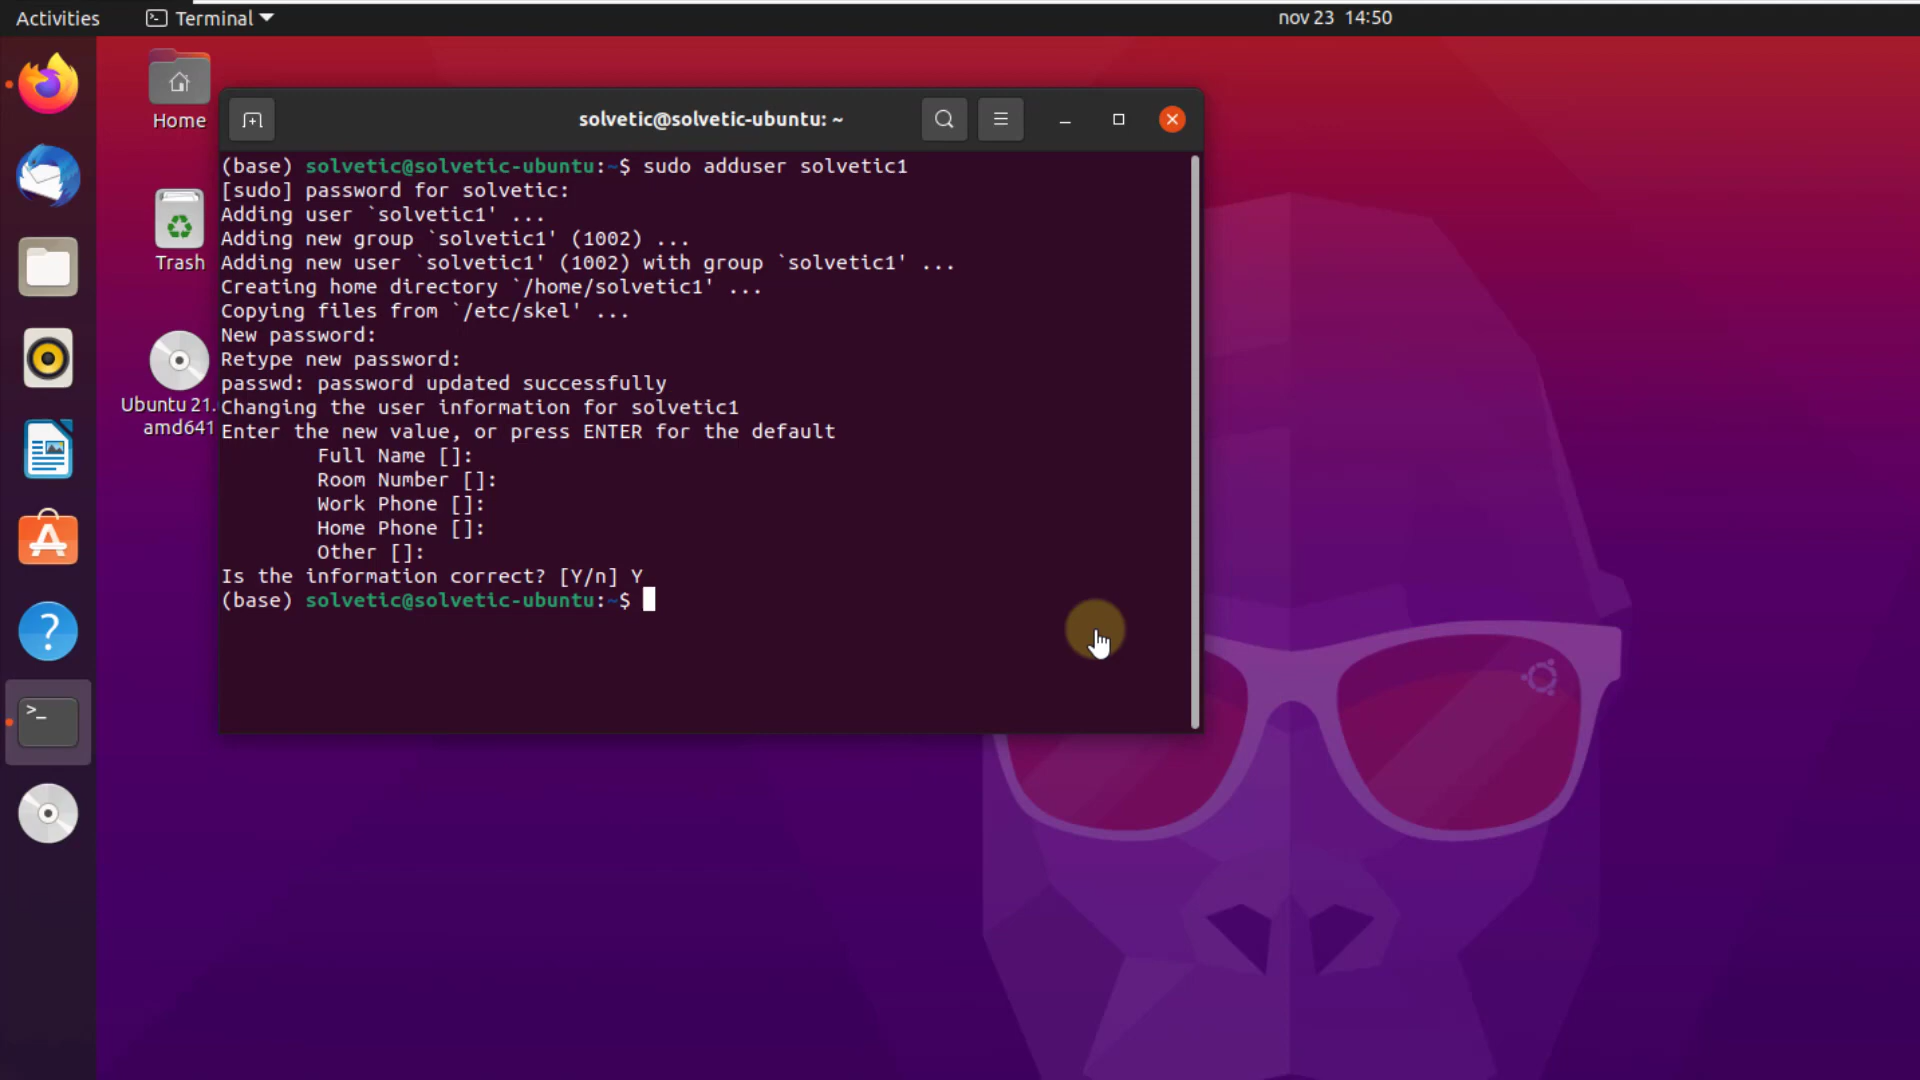 Activities
Terminal
nov 23 14:50
Home
Trash
Ubuntu 21.
amd641
solvetic@solvetic-ubuntu: ~
(base) solvetic@solvetic-ubuntu:~$ sudo adduser solvetic1
[sudo] password for solvetic:
Adding user `solvetic1' ...
Adding new group `solvetic1' (1002) ...
Adding new user `solvetic1' (1002) with group `solvetic1' ...
Creating home directory `/home/solvetic1' ...
Copying files from `/etc/skel' ...
New password:
Retype new password:
passwd: password updated successfully
Changing the user information for solvetic1
Enter the new value, or press ENTER for the default
Full Name []:
Room Number []:
Work Phone []:
Home Phone []:
Other []:
Is the information correct? [Y/n] Y
(base) solvetic@solvetic-ubuntu:~$